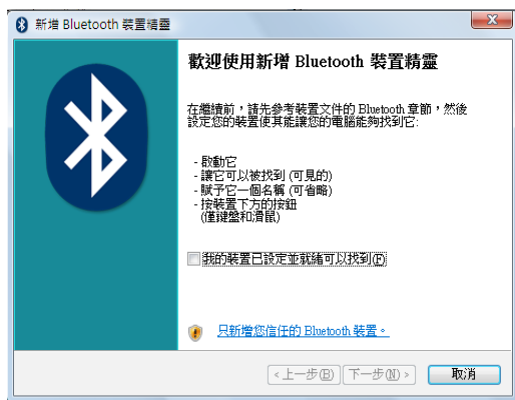 新增 Bluetooth 裝置精靈
歡迎使用新增 Bluetooth 裝置精靈
在繼續前，請先參考裝置文件的 Bluetooth 章節，然後
設定您的裝置使其能讓您的電腦能夠找到它:
- 啟動它
- 讓它可以被找到 (可見的)
- 賦予它一個名稱 (可省略)
- 按裝置下方的按鈕
(僅鍵盤和滑鼠)
我的裝置已設定並就緒可以找到(F)
只新增您信任的 Bluetooth 裝置。
< 上一步(B) 下一步(N) > 取消